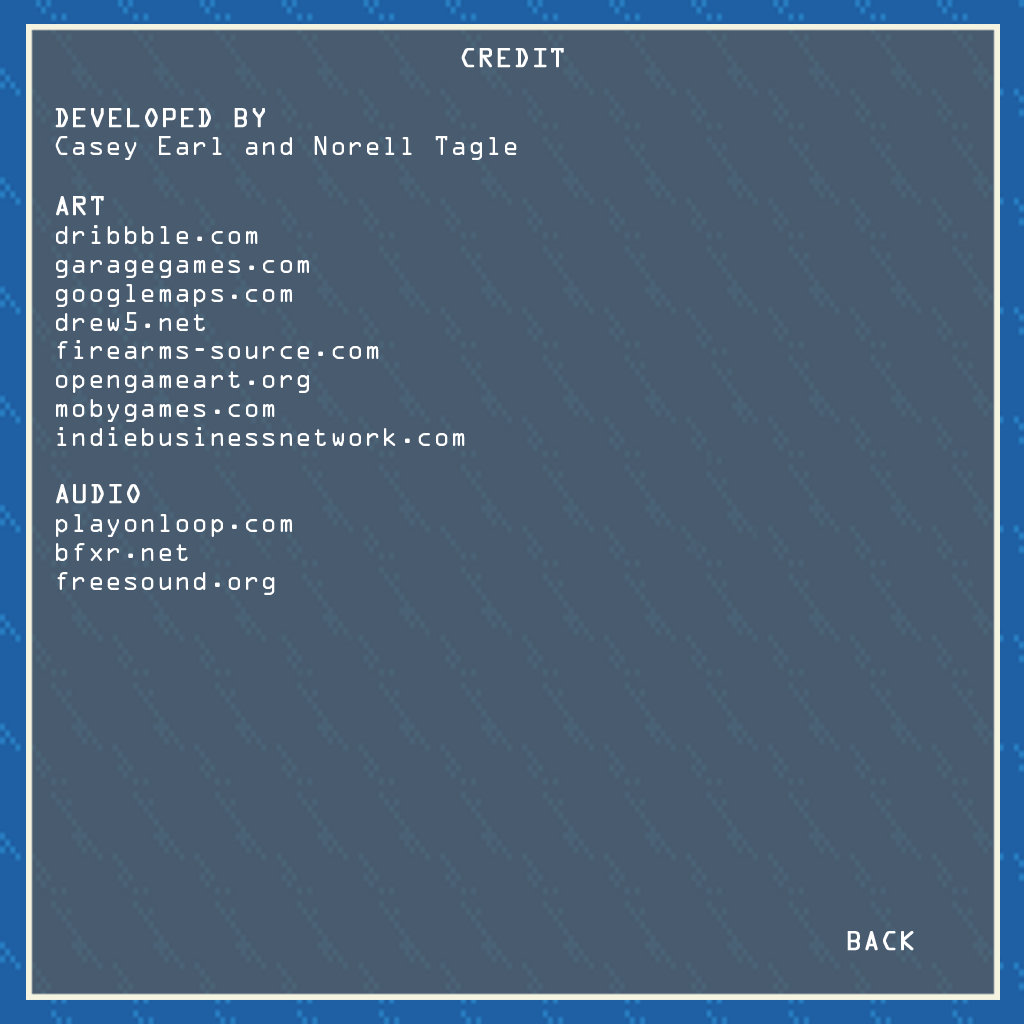 CREDIT
DEVELOPED BY
Casey Earl and Norell Tagle
ART
dribbble.com
garagegames.com
googlemaps.com
drew5.net
firearms-source.com
opengameart.org
mobygames.com
indiebusinessnetwork.com
AUDIO
playonloop.com
bfxr.net
freesound.org
BACK